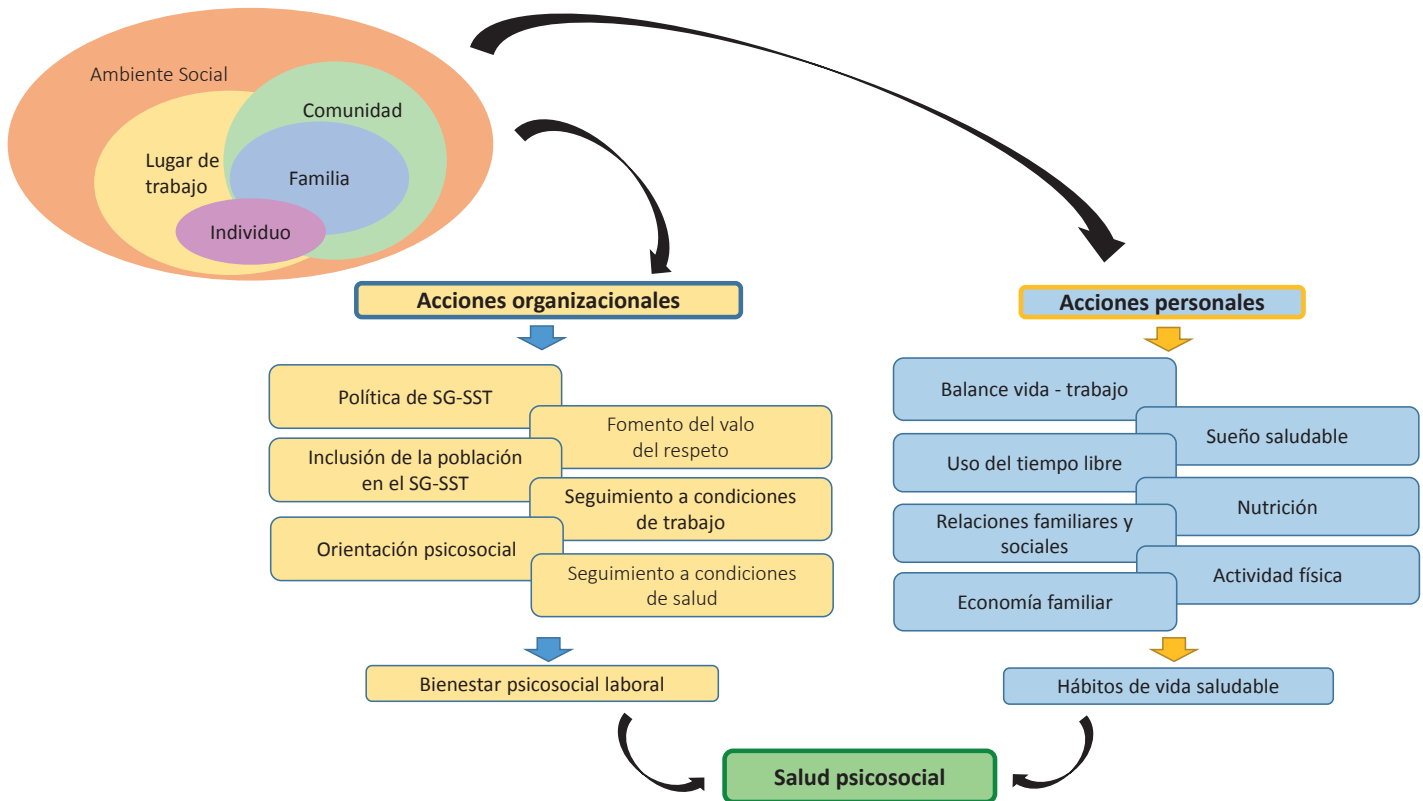 Ambiente Social
Comunidad
Lugar de
trabajo
Familia
Individuo
Acciones organizacionales
Política de SG-SST
Fomento del valo
del respeto
Inclusión de la población
en el SG-SST
Seguimiento a condiciones
de trabajo
Orientación psicosocial
Seguimiento a condiciones
de salud
Bienestar psicosocial laboral
Acciones personales
Balance vida - trabajo
Sueño saludable
Uso del tiempo libre
Nutrición
Relaciones familiares y
sociales
Actividad física
Economía familiar
Hábitos de vida saludable
Salud psicosocial